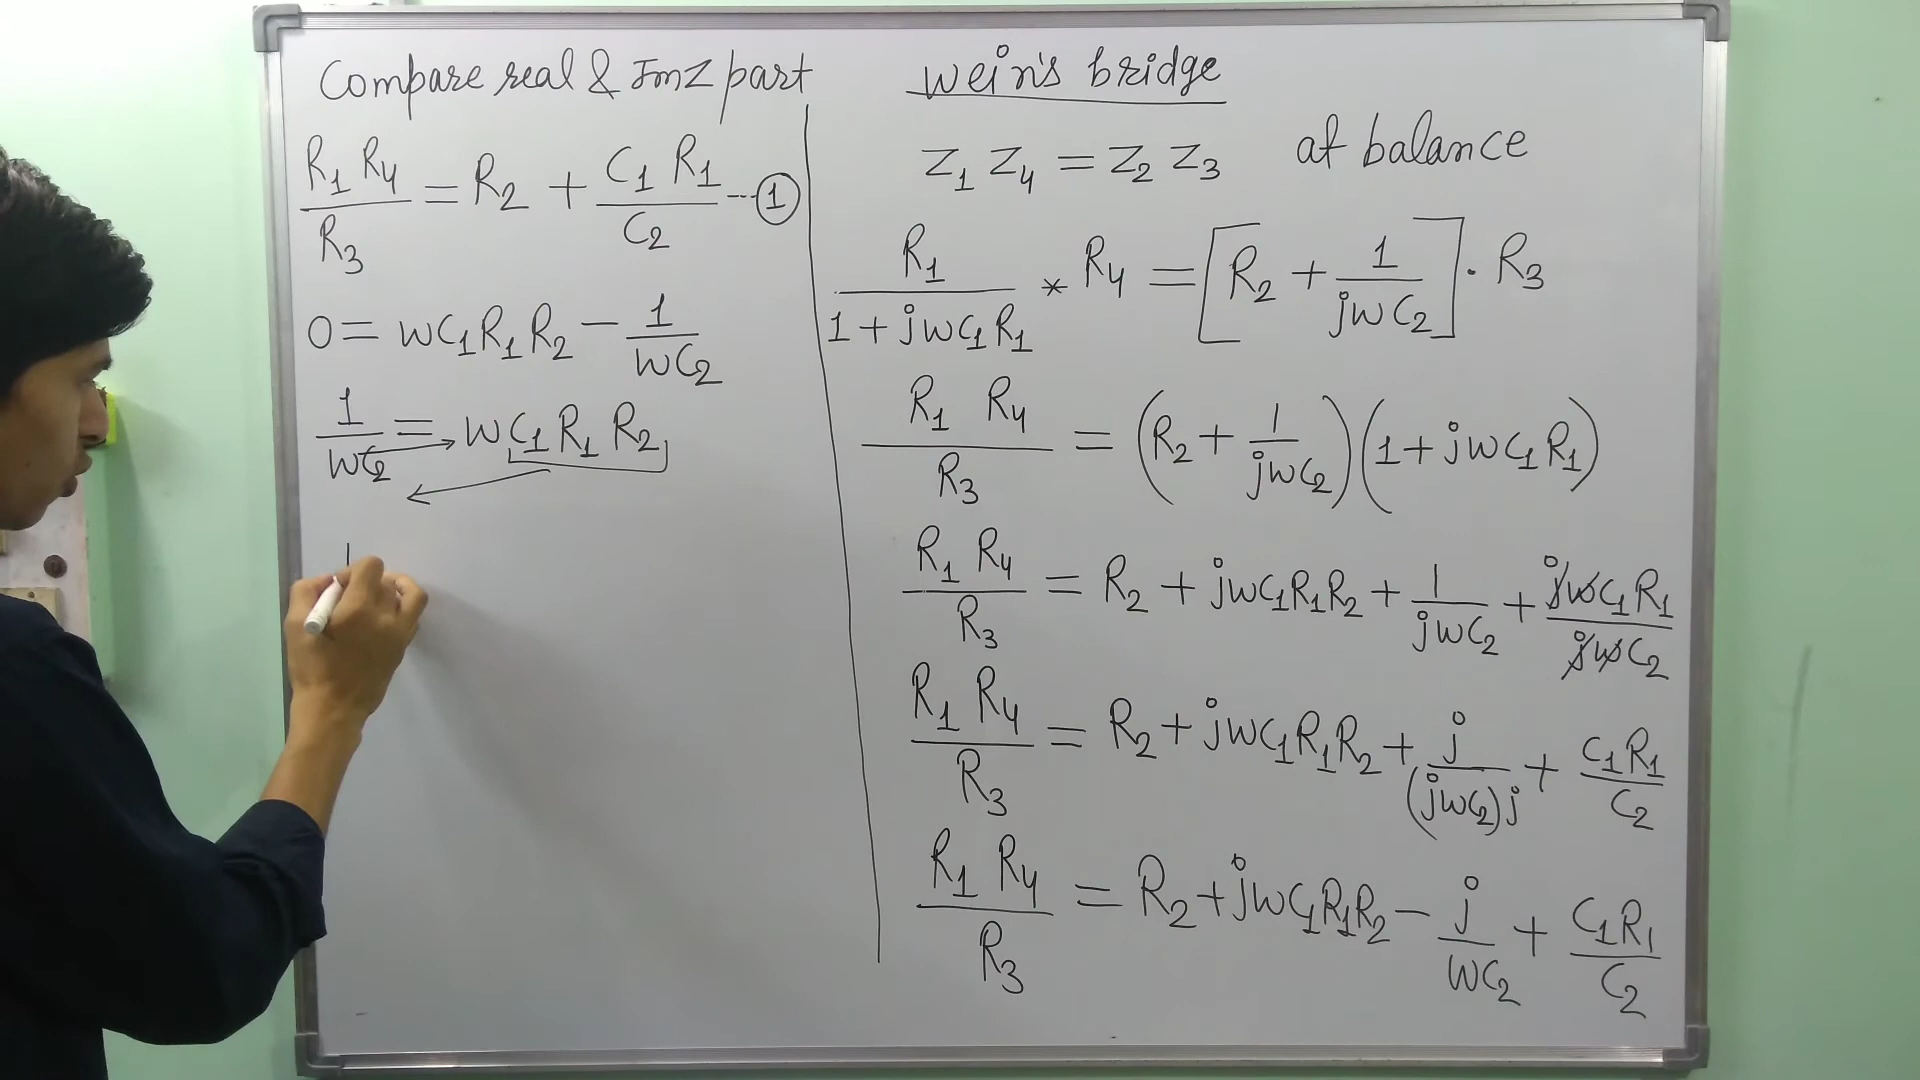 Compare real & Imz part
R₁ R₄ / R₃ = R₂ + C₁ R₁ / C₂ --- ①
0 = wC₁R₁R₂ − 1 / wC₂
1 / wC₂ = wC₁R₁R₂
1
Wein's bridge
Z₁ Z₄ = Z₂ Z₃ at balance
R₁ / 1 + jwC₁R₁ * R₄ = [R₂ + 1 / jwC₂] · R₃
R₁ R₄ / R₃ = (R₂ + 1 / jwC₂)(1 + jwC₁R₁)
R₁ R₄ / R₃ = R₂ + jwC₁R₁R₂ + 1 / jwC₂ + jwC₁R₁ / jwC₂
R₁ R₄ / R₃ = R₂ + jwC₁R₁R₂ + j / (jwC₂)j + C₁R₁ / C₂
R₁ R₄ / R₃ = R₂ + jwC₁R₁R₂ − j / wC₂ + C₁R₁ / C₂